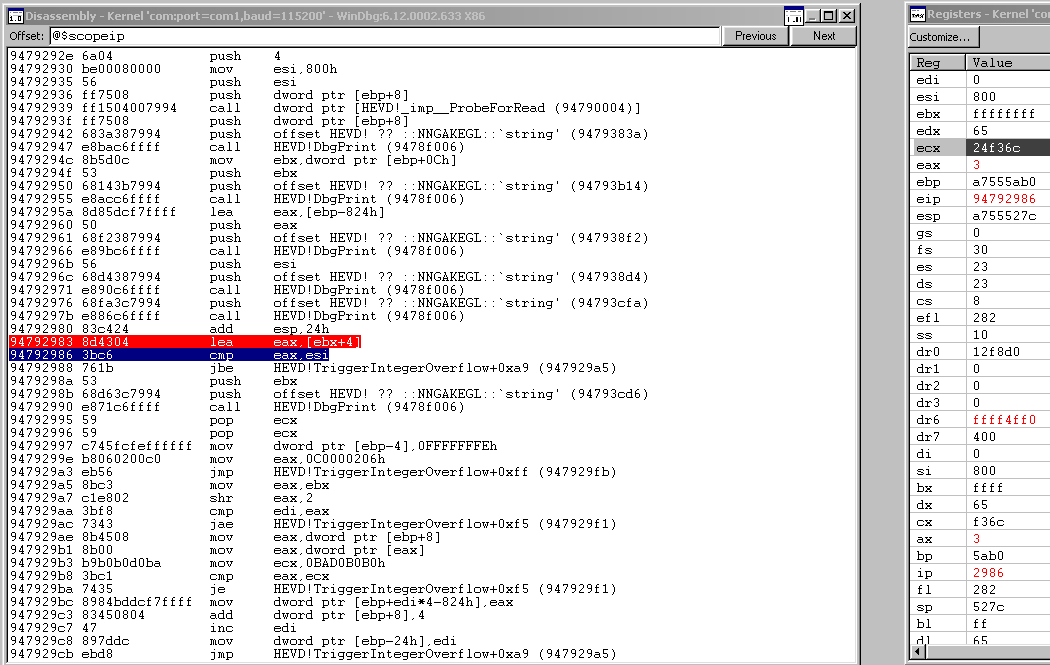 Disassembly - Kernel 'com:port=com1,baud=115200' - WinDbg:6.12.0002.633 X86
Offset: @$scopeip Previous Next
9479292e 6a04 push 4
94792930 be00080000 mov esi,800h
94792935 56 push esi
94792936 ff7508 push dword ptr [ebp+8]
94792939 ff1504007994 call dword ptr [HEVD!_imp__ProbeForRead (94790004)]
9479293f ff7508 push dword ptr [ebp+8]
94792942 683a387994 push offset HEVD! ?? ::NNGAKEGL::`string' (9479383a)
94792947 e8bac6ffff call HEVD!DbgPrint (9478f006)
9479294c 8b5d0c mov ebx,dword ptr [ebp+0Ch]
9479294f 53 push ebx
94792950 68143b7994 push offset HEVD! ?? ::NNGAKEGL::`string' (94793b14)
94792955 e8acc6ffff call HEVD!DbgPrint (9478f006)
9479295a 8d85dcf7ffff lea eax,[ebp-824h]
94792960 50 push eax
94792961 68f2387994 push offset HEVD! ?? ::NNGAKEGL::`string' (947938f2)
94792966 e89bc6ffff call HEVD!DbgPrint (9478f006)
9479296b 56 push esi
9479296c 68d4387994 push offset HEVD! ?? ::NNGAKEGL::`string' (947938d4)
94792971 e890c6ffff call HEVD!DbgPrint (9478f006)
94792976 68fa3c7994 push offset HEVD! ?? ::NNGAKEGL::`string' (94793cfa)
9479297b e886c6ffff call HEVD!DbgPrint (9478f006)
94792980 83c424 add esp,24h
94792983 8d4304 lea eax,[ebx+4]
94792986 3bc6 cmp eax,esi
94792988 761b jbe HEVD!TriggerIntegerOverflow+0xa9 (947929a5)
9479298a 53 push ebx
9479298b 68d63c7994 push offset HEVD! ?? ::NNGAKEGL::`string' (94793cd6)
94792990 e871c6ffff call HEVD!DbgPrint (9478f006)
94792995 59 pop ecx
94792996 59 pop ecx
94792997 c745fcfeffffff mov dword ptr [ebp-4],0FFFFFFFEh
9479299e b8060200c0 mov eax,0C0000206h
947929a3 eb56 jmp HEVD!TriggerIntegerOverflow+0xff (947929fb)
947929a5 8bc3 mov eax,ebx
947929a7 c1e802 shr eax,2
947929aa 3bf8 cmp edi,eax
947929ac 7343 jae HEVD!TriggerIntegerOverflow+0xf5 (947929f1)
947929ae 8b4508 mov eax,dword ptr [ebp+8]
947929b1 8b00 mov eax,dword ptr [eax]
947929b3 b9b0b0d0ba mov ecx,0BAD0B0B0h
947929b8 3bc1 cmp eax,ecx
947929ba 7435 je HEVD!TriggerIntegerOverflow+0xf5 (947929f1)
947929bc 8984bddcf7ffff mov dword ptr [ebp+edi*4-824h],eax
947929c3 83450804 add dword ptr [ebp+8],4
947929c7 47 inc edi
947929c8 897ddc mov dword ptr [ebp-24h],edi
947929cb ebd8 jmp HEVD!TriggerIntegerOverflow+0xa9 (947929a5)
Registers - Kernel 'co
Customize...
Reg Value
edi 0
esi 800
ebx ffffffff
edx 65
ecx 24f36c
eax 3
ebp a7555ab0
eip 94792986
esp a755527c
gs 0
fs 30
es 23
ds 23
cs 8
efl 282
ss 10
dr0 12f8d0
dr1 0
dr2 0
dr3 0
dr6 ffff4ff0
dr7 400
di 0
si 800
bx ffff
dx 65
cx f36c
ax 3
bp 5ab0
ip 2986
fl 282
sp 527c
bl ff
dl 65